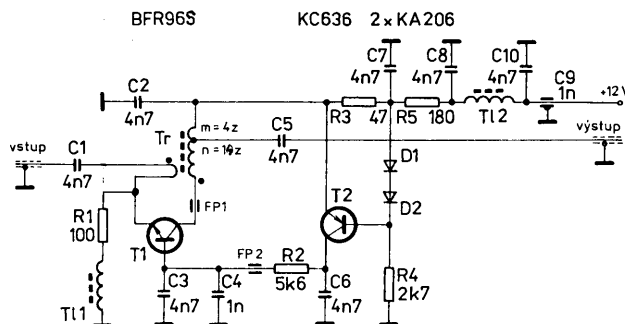 BFR96S KC636 2 x KA206
C7 C8 C10
4n7 4n7 4n7 C9
C2 1n +12V
4n7 R3 47 R5 180 Tl2
m=4z
vstup C1 Tr n=19z C5 výstup
4n7 4n7
D1
FP1
T2 D2
R1
100
T1
FP2 R2 R4
5k6 2k7
Tl1 C3 C4 C6
4n7 1n 4n7